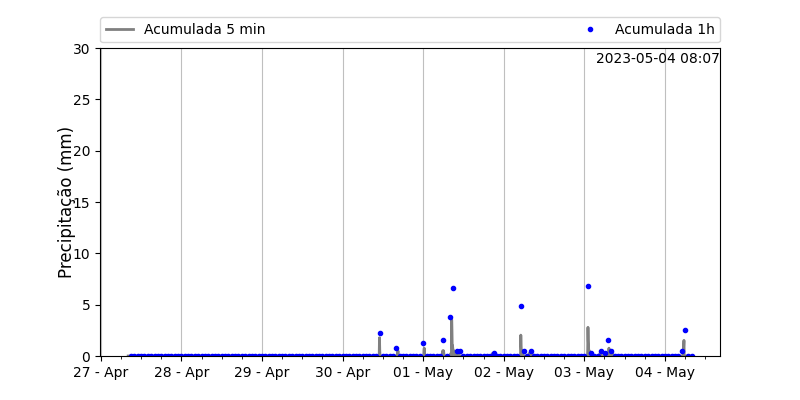 Acumulada 5 min
Acumulada 1h
2023-05-04 08:07
Precipitação (mm)
30
25
20
15
10
5
0
27 - Apr
28 - Apr
29 - Apr
30 - Apr
01 - May
02 - May
03 - May
04 - May